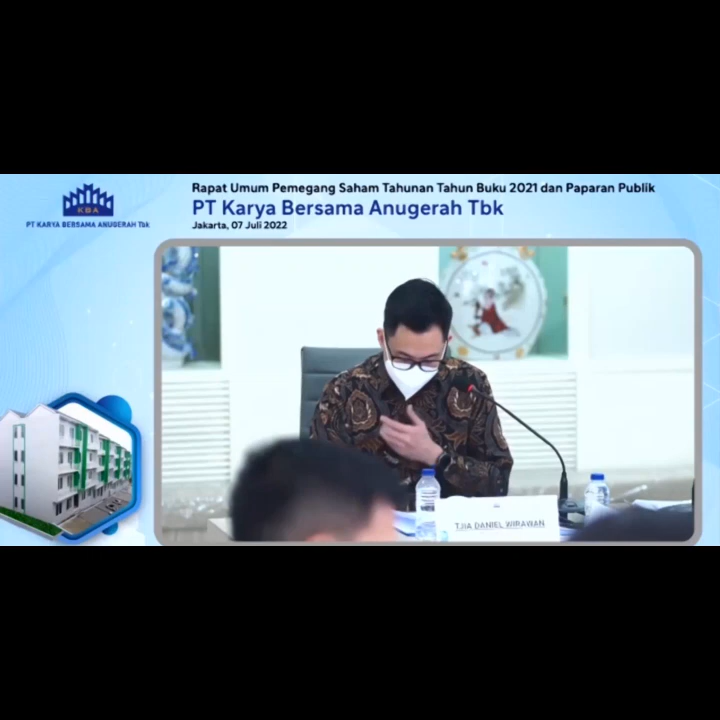 Rapat Umum Pemegang Saham Tahunan Tahun Buku 2021 dan Paparan Publik
KBA
PT Karya Bersama Anugerah Tbk
PT KARYA BERSAMA ANUGERAH Tbk
Jakarta, 07 Juli 2022
TJIA DANIEL WIRAWAN